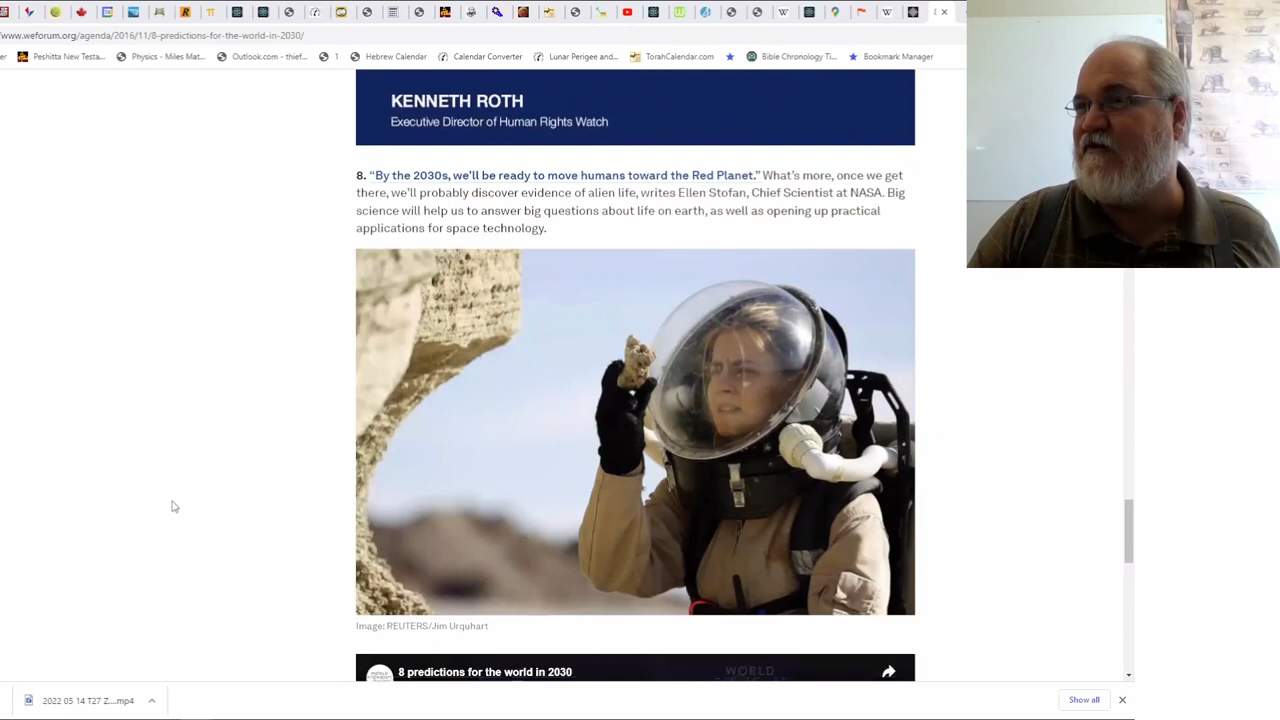 www.weforum.org/agenda/2016/11/8-predictions-for-the-world-in-2030/
er Peshitta New Testa... Physics - Miles Mat... Outlook.com - thief... 1 Hebrew Calendar Calendar Converter Lunar Perigee and... TorahCalendar.com Bible Chronology Ti... Bookmark Manager
KENNETH ROTH
Executive Director of Human Rights Watch
8. “By the 2030s, we'll be ready to move humans toward the Red Planet.” What's more, once we get
there, we'll probably discover evidence of alien life, writes Ellen Stofan, Chief Scientist at NASA. Big
science will help us to answer big questions about life on earth, as well as opening up practical
applications for space technology.
Image: REUTERS/Jim Urquhart
8 predictions for the world in 2030
WORLD
2022 05 14 T27 Z....mp4
Show all